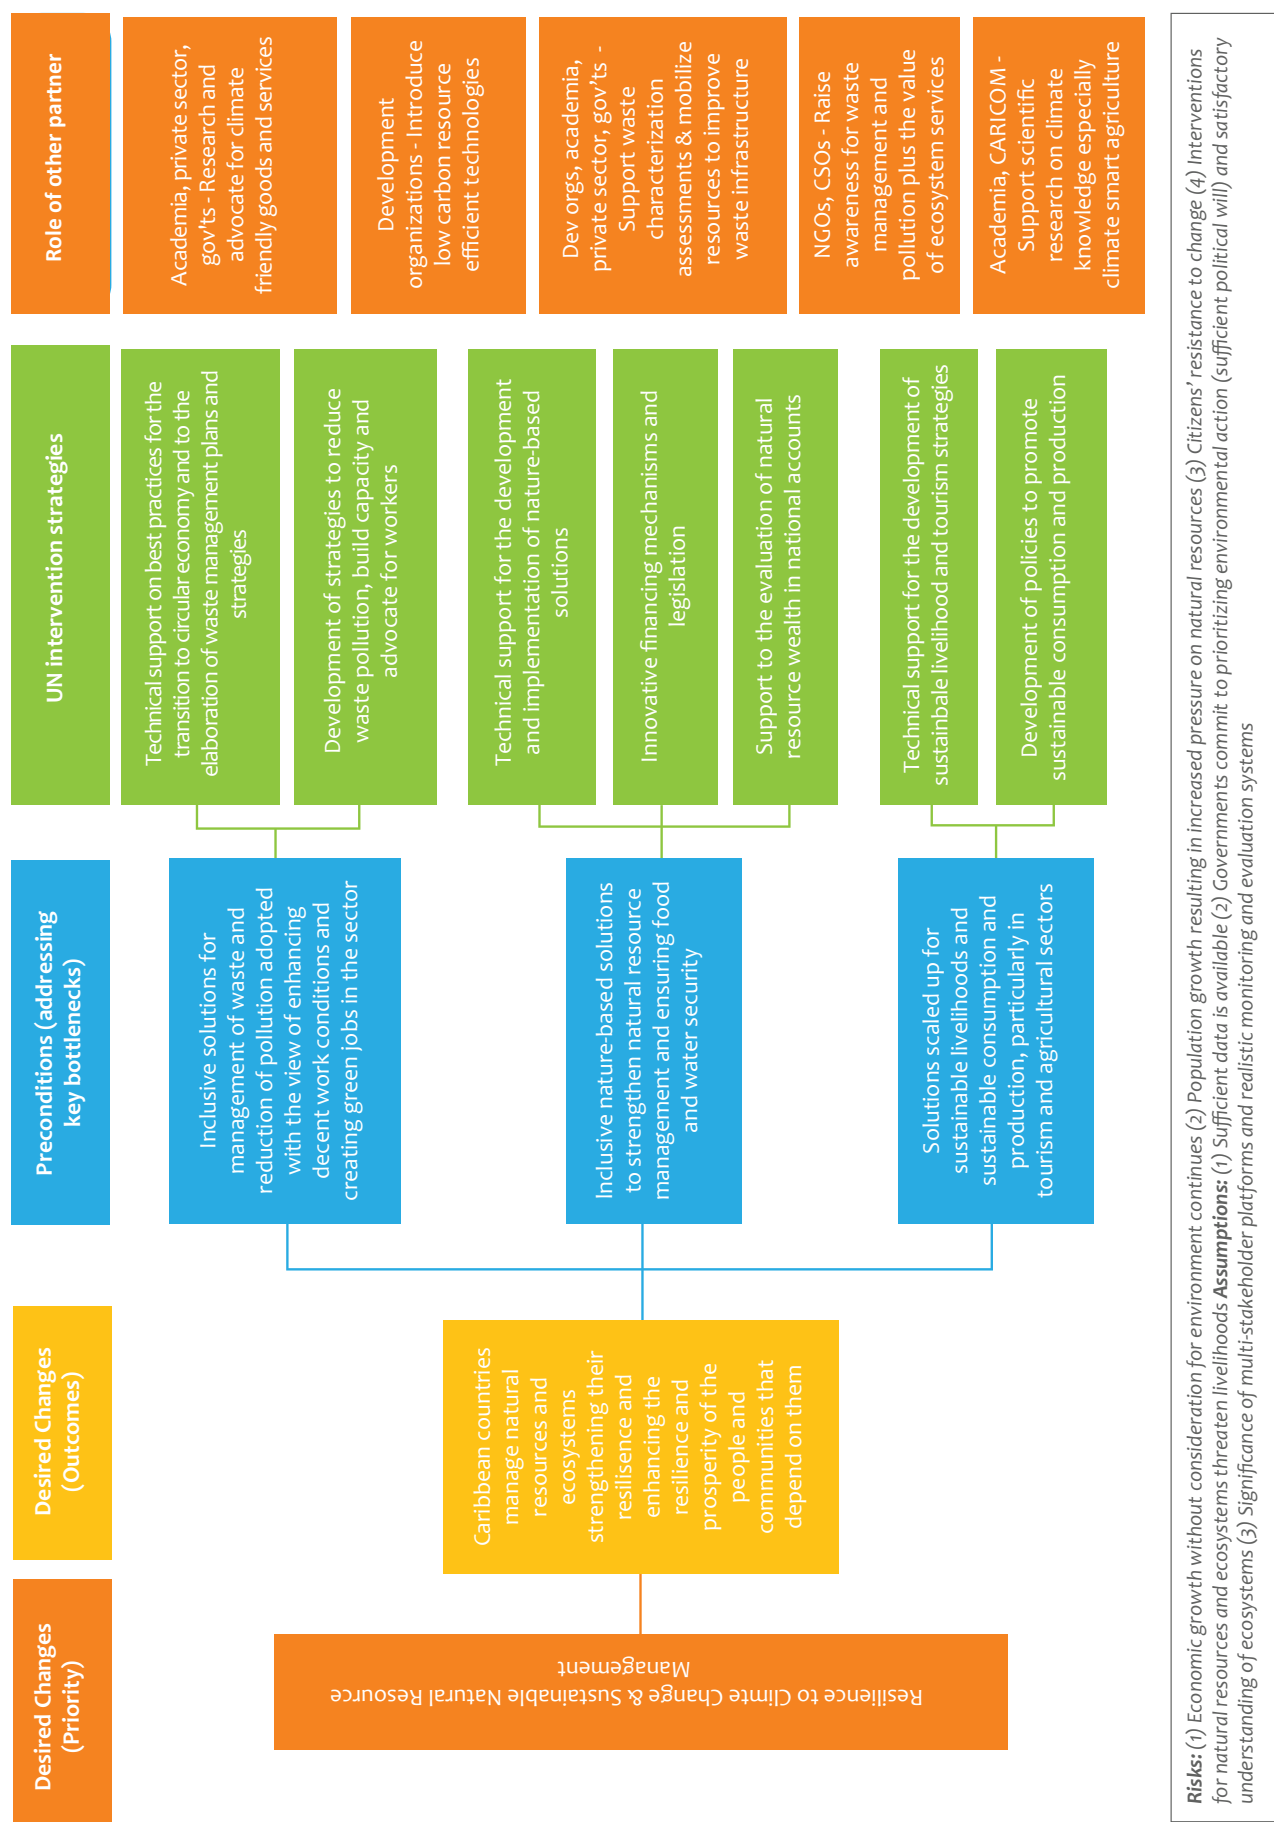 Desired Changes
(Priority)
Desired Changes
(Outcomes)
Preconditions (addressing
key bottlenecks)
UN intervention strategies
Role of other partner
Resilience to Climte Change & Sustainable Natural Resource
Management
Caribbean countries
manage natural
resources and
ecosystems
strengthening their
resilisence and
enhancing the
resilience and
prosperity of the
people and
communities that
depend on them
Inclusive solutions for
management of waste and
reduction of pollution adopted
with the view of enhancing
decent work conditions and
creating green jobs in the sector
Inclusive nature-based solutions
to strengthen natural resource
management and ensuring food
and water security
Solutions scaled up for
sustainable livelihoods and
sustainable consumption and
production, particularly in
tourism and agricultural sectors
Technical support on best practices for the
transition to circular economy and to the
elaboration of waste management plans and
strategies
Development of strategies to reduce
waste pollution, build capacity and
advocate for workers
Technical support for the development
and implementation of nature-based
solutions
Innovative financing mechanisms and
legislation
Support to the evaluation of natural
resource wealth in national accounts
Technical support for the development of
sustainbale livelihood and tourism strategies
Development of policies to promote
sustainable consumption and production
Academia, private sector,
gov'ts - Research and
advocate for climate
friendly goods and services
Development
organizations - Introduce
low carbon resource
efficient technologies
Dev orgs, academia,
private sector, gov'ts -
Support waste
characterization
assessments & mobilize
resources to improve
waste infrastructure
NGOs, CSOs - Raise
awareness for waste
management and
pollution plus the value
of ecosystem services
Academia, CARICOM -
Support scientific
research on climate
knowledge especially
climate smart agriculture
Risks: (1) Economic growth without consideration for environment continues (2) Population growth resulting in increased pressure on natural resources (3) Citizens' resistance to change (4) Interventions
for natural resources and ecosystems threaten livelihoods Assumptions: (1) Sufficient data is available (2) Governments commit to prioritizing environmental action (sufficient political will) and satisfactory
understanding of ecosystems (3) Significance of multi-stakeholder platforms and realistic monitoring and evaluation systems